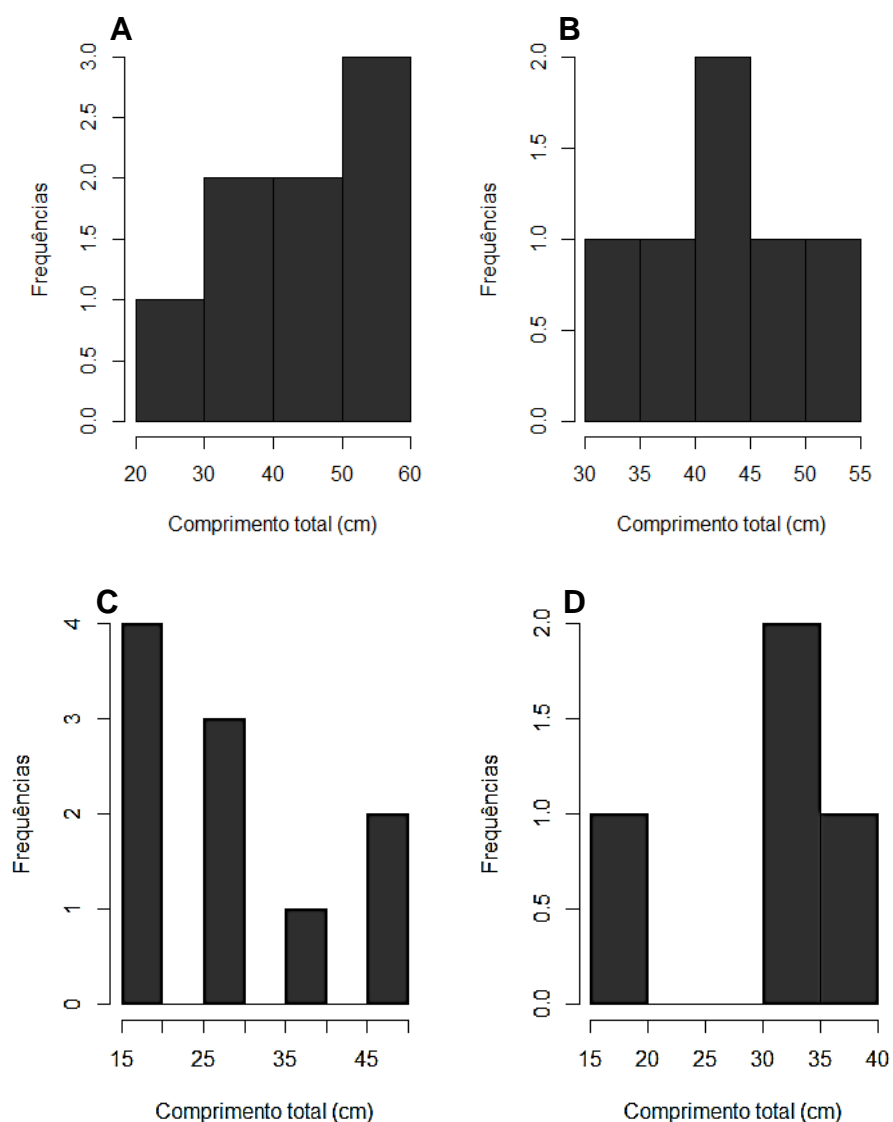 A
Frequências
3.0
2.5
2.0
1.5
1.0
0.5
0.0
20 30 40 50 60
Comprimento total (cm)
B
Frequências
2.0
1.5
1.0
0.5
0.0
30 35 40 45 50 55
Comprimento total (cm)
C
Frequências
4
3
2
1
0
15 25 35 45
Comprimento total (cm)
D
Frequências
2.0
1.5
1.0
0.5
0.0
15 20 25 30 35 40
Comprimento total (cm)